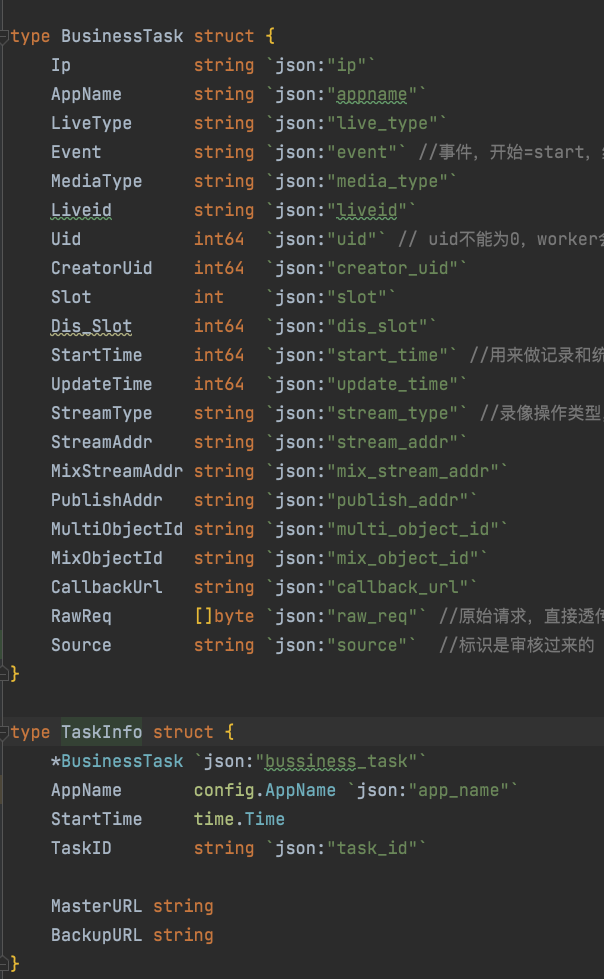 type BusinessTask struct {
Ip string `json:"ip"`
AppName string `json:"appname"`
LiveType string `json:"live_type"`
Event string `json:"event"` //事件，开始=start，
MediaType string `json:"media_type"`
Liveid string `json:"liveid"`
Uid int64 `json:"uid"` // uid不能为0，worker
CreatorUid int64 `json:"creator_uid"`
Slot int `json:"slot"`
Dis_Slot int64 `json:"dis_slot"`
StartTime int64 `json:"start_time"` //用来做记录和统
UpdateTime int64 `json:"update_time"`
StreamType string `json:"stream_type"` //录像操作类型
StreamAddr string `json:"stream_addr"`
MixStreamAddr string `json:"mix_stream_addr"`
PublishAddr string `json:"publish_addr"`
MultiObjectId string `json:"multi_object_id"`
MixObjectId string `json:"mix_object_id"`
CallbackUrl string `json:"callback_url"`
RawReq []byte `json:"raw_req"` //原始请求，直接透传
Source string `json:"source"` //标识是审核过来的
}
type TaskInfo struct {
*BusinessTask `json:"bussiness_task"`
AppName config.AppName `json:"app_name"`
StartTime time.Time
TaskID string `json:"task_id"`
MasterURL string
BackupURL string
}